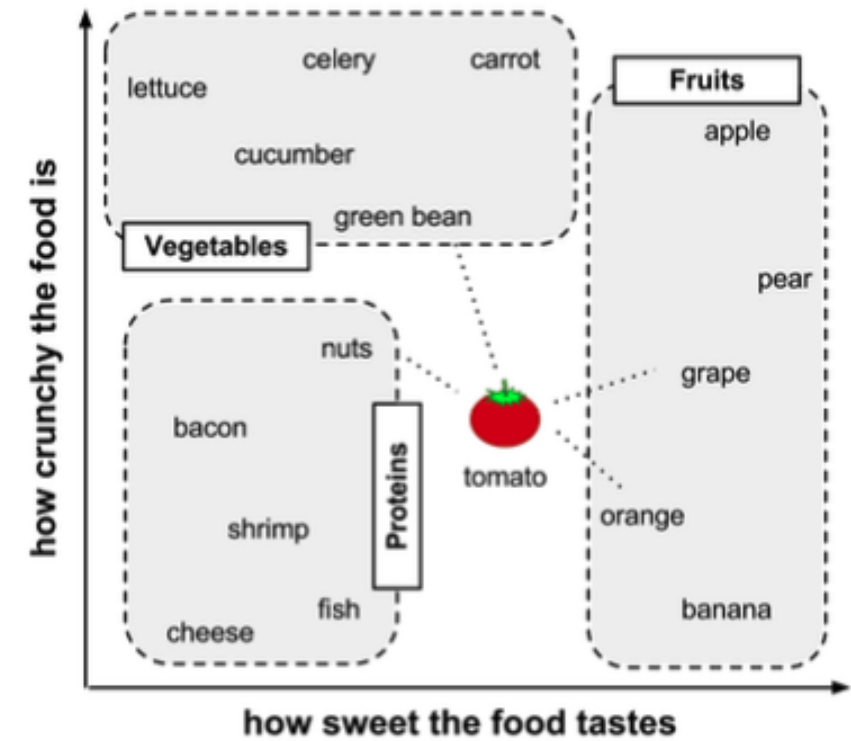 how crunchy the food is
celery
carrot
lettuce
cucumber
green bean
Vegetables
Fruits
apple
pear
grape
orange
banana
nuts
bacon
shrimp
fish
cheese
Proteins
tomato
how sweet the food tastes